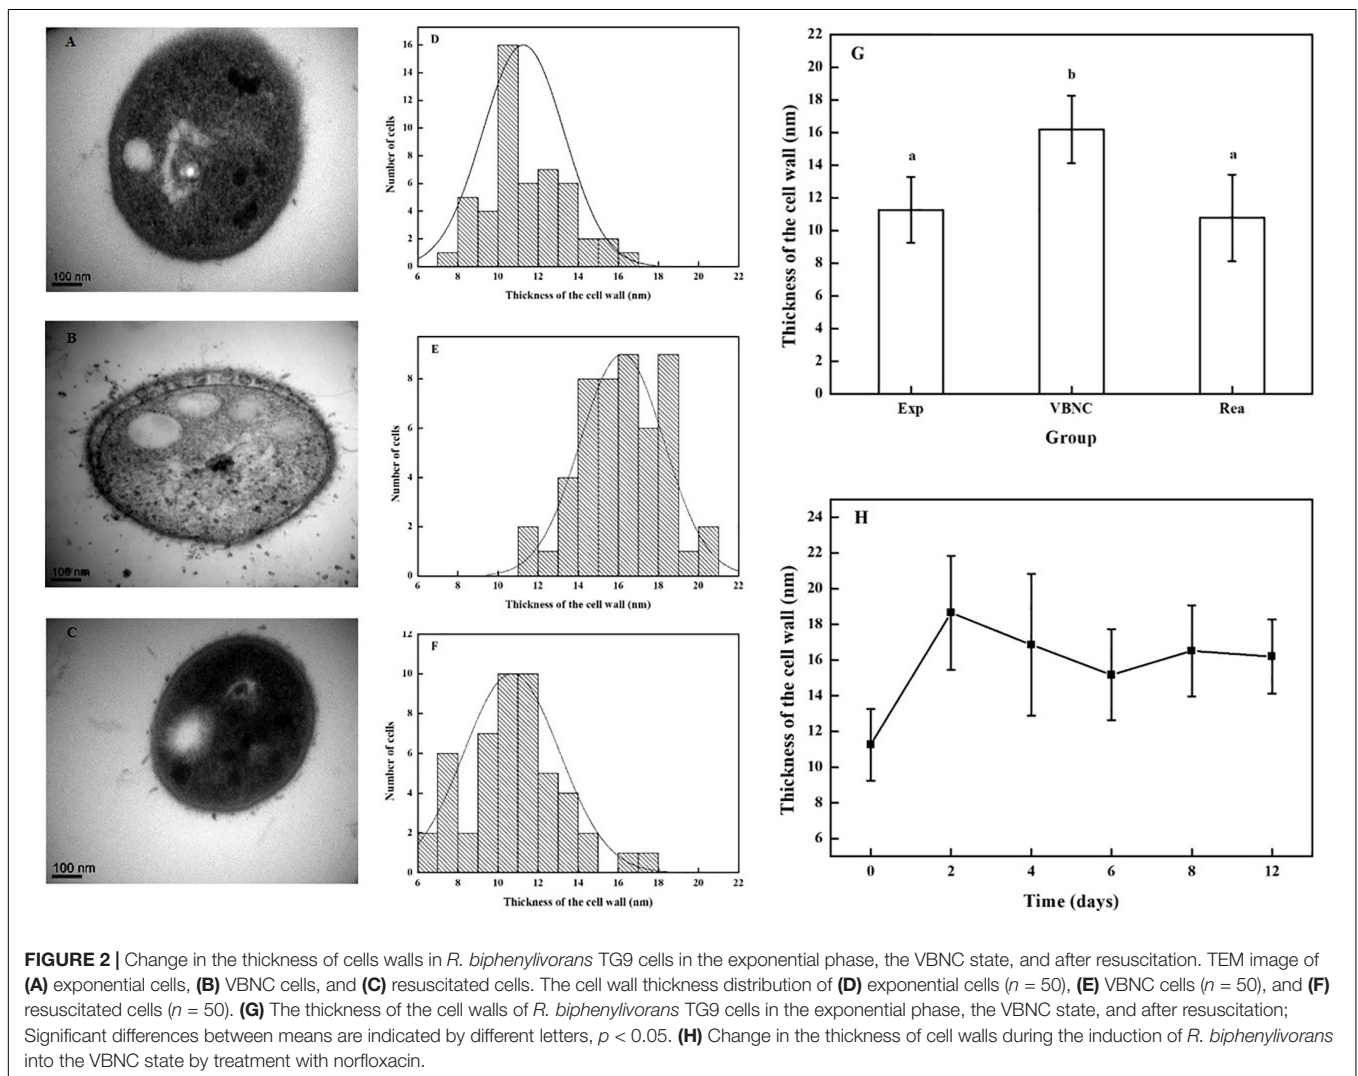 A
100 nm
B
100 nm
C
100 nm
D
Number of cells
16
14
12
10
8
6
4
2
0
6 8 10 12 14 16 18 20 22
Thickness of the cell wall (nm)
E
Number of cells
8
6
4
2
0
6 8 10 12 14 16 18 20 22
Thickness of the cell wall (nm)
F
Number of cells
12
10
8
6
4
2
0
6 8 10 12 14 16 18 20 22
Thickness of the cell wall (nm)
G
Thickness of the cell wall (nm)
22
20
18
16
14
12
10
8
6
4
2
0
a
b
a
Exp VBNC Rea
Group
H
Thickness of the cell wall (nm)
24
22
20
18
16
14
12
10
8
6
0 2 4 6 8 12
Time (days)
FIGURE 2 | Change in the thickness of cells walls in R. biphenylivorans TG9 cells in the exponential phase, the VBNC state, and after resuscitation. TEM image of
(A) exponential cells, (B) VBNC cells, and (C) resuscitated cells. The cell wall thickness distribution of (D) exponential cells (n = 50), (E) VBNC cells (n = 50), and (F)
resuscitated cells (n = 50). (G) The thickness of the cell walls of R. biphenylivorans TG9 cells in the exponential phase, the VBNC state, and after resuscitation;
Significant differences between means are indicated by different letters, p < 0.05. (H) Change in the thickness of cell walls during the induction of R. biphenylivorans
into the VBNC state by treatment with norfloxacin.